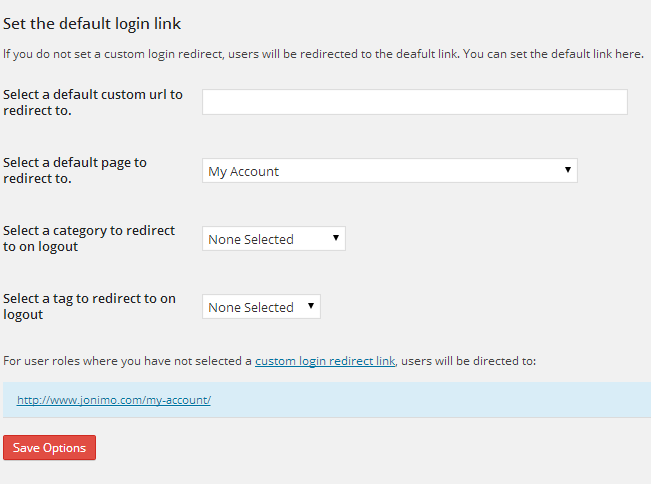 Set the default login link
If you do not set a custom login redirect, users will be redirected to the deafult link. You can set the default link here.
Select a default custom url to
redirect to.
Select a default page to
redirect to.
My Account
Select a category to redirect
to on logout
None Selected
Select a tag to redirect to on
logout
None Selected
For user roles where you have not selected a custom login redirect link, users will be directed to:
http://www.jonimo.com/my-account/
Save Options